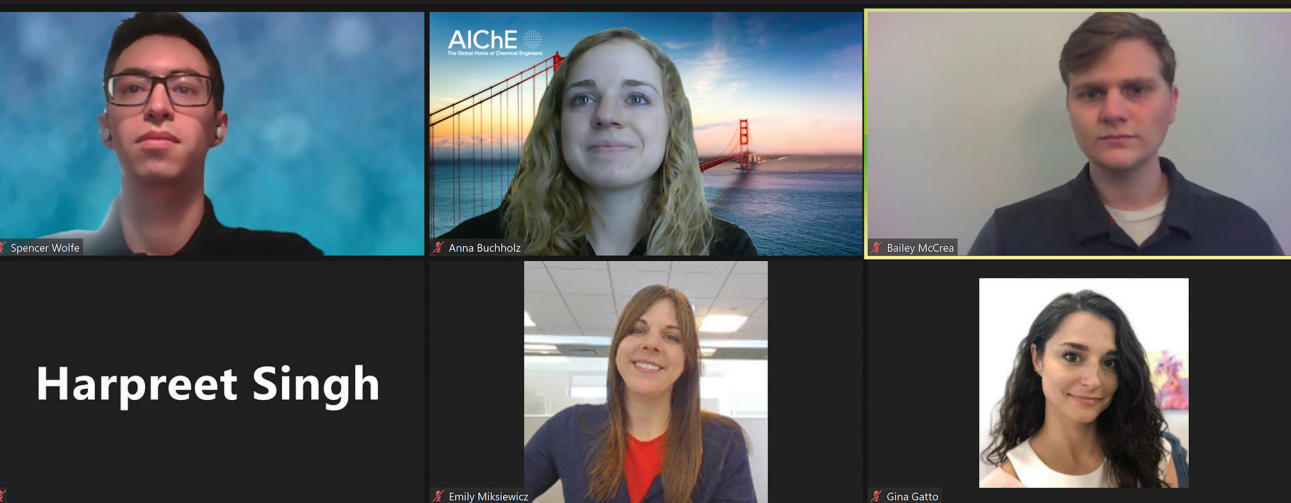 AIChE
The Global Home of Chemical Engineers
Spencer Wolfe
Anna Buchholz
Bailey McCrea
Harpreet Singh
Emily Miksiewicz
Gina Gatto